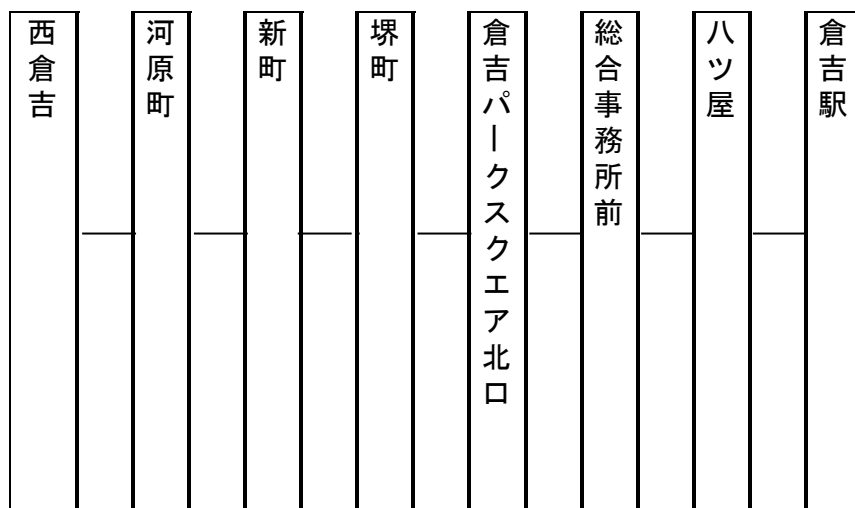 西倉吉
河原町
新町
堺町
倉吉パークスクエア北口
総合事務所前
八ツ屋
倉吉駅